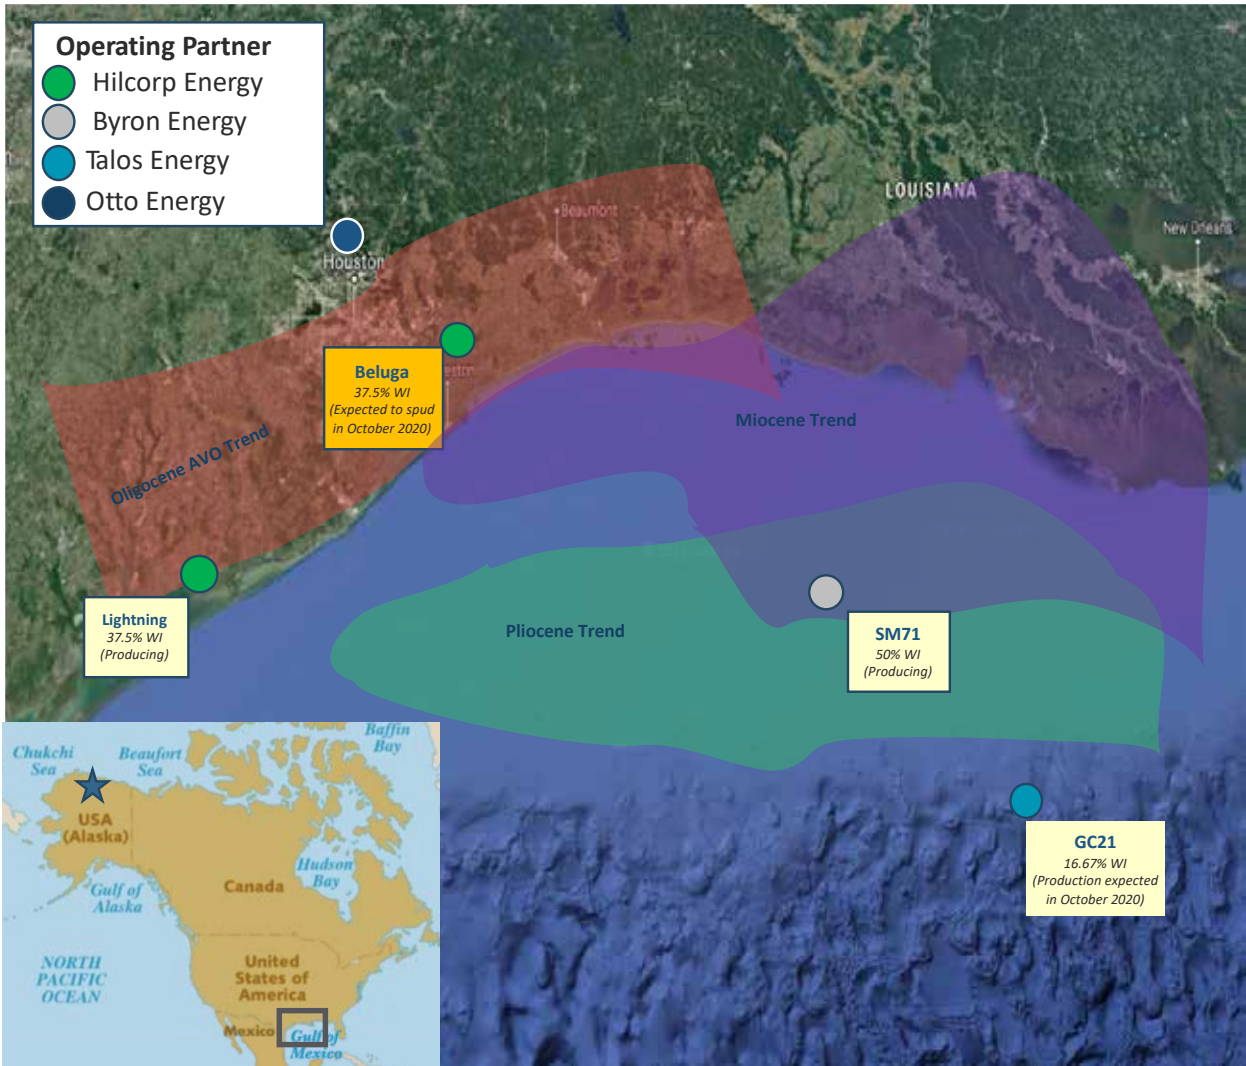 Operating Partner
Hilcorp Energy
Byron Energy
Talos Energy
Otto Energy
LOUISIANA
Beaumont
New Orleans
Houston
Beluga
37.5% WI
(Expected to spud
in October 2020)
eston
Miocene Trend
Oligocene AVO Trend
Lightning
37.5% WI
(Producing)
Pliocene Trend
SM71
50% WI
(Producing)
GC21
16.67% WI
(Production expected
in October 2020)
Chukchi
Sea
Beaufort
Sea
Baffin
Bay
USA
(Alaska)
Gulf of
Alaska
Canada
Hudson
Bay
NORTH
PACIFIC
OCEAN
United
States of
America
Mexico
Gulf of
Mexico